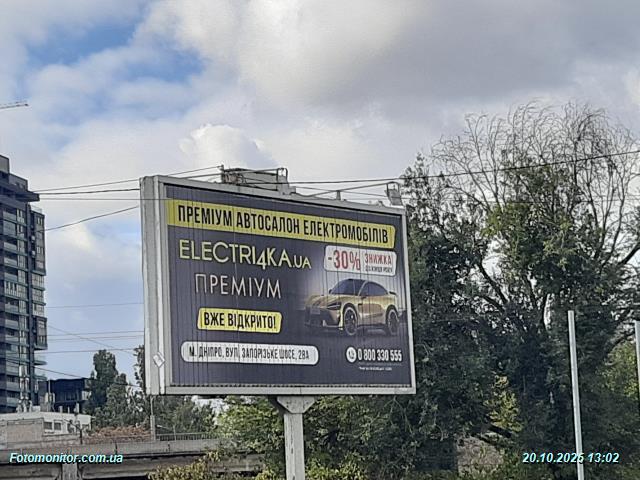 ПРЕМІУМ АВТОСАЛОН ЕЛЕКТРОМОБІЛІВ
ELECTRI4KA.UA
-30% ЗНИЖКА
ПРЕМІУМ
ВЖЕ ВІДКРИТО!
М. ДНІПРО, ВУЛ. ЗАПОРІЗЬКЕ ШОСЕ, 28А
0 800 330 555
Fotomonitor.com.ua
20.10.2025 13:02